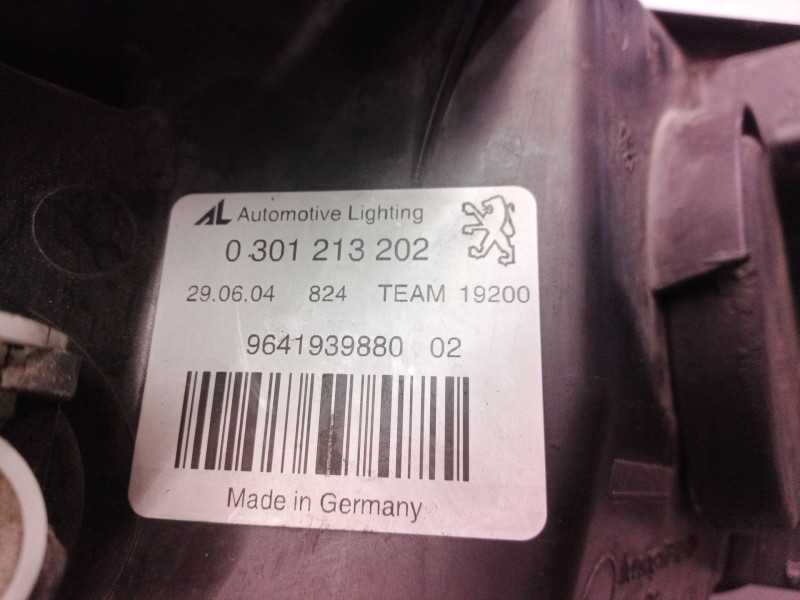 AL Automotive Lighting
0 301 213 202
29.06.04 824 TEAM 19200
9641939880 02
Made in Germany